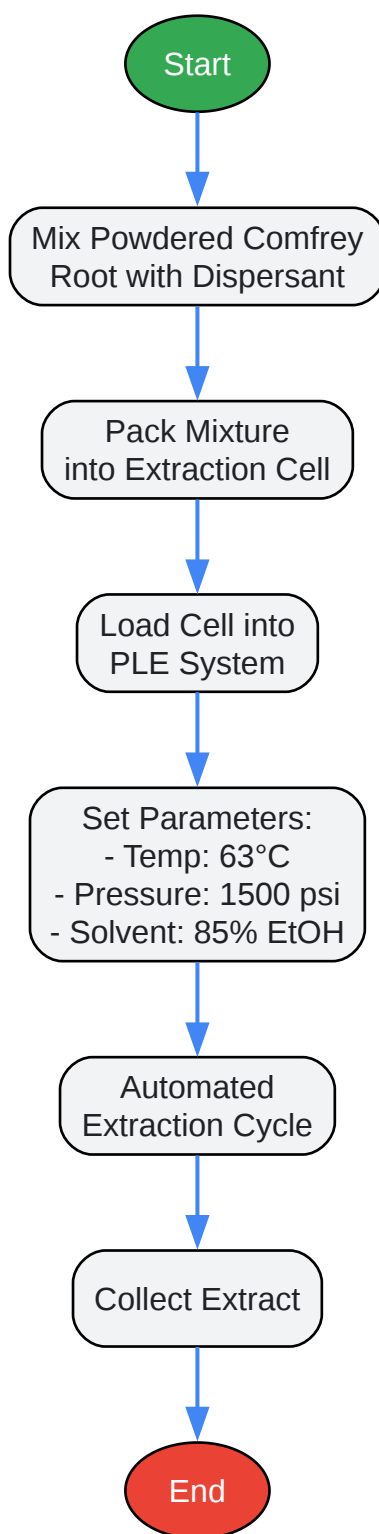 Start
Mix Powdered Comfrey
Root with Dispersant
Pack Mixture
into Extraction Cell
Load Cell into
PLE System
Set Parameters:
- Temp: 63°C
- Pressure: 1500 psi
- Solvent: 85% EtOH
Automated
Extraction Cycle
Collect Extract
End